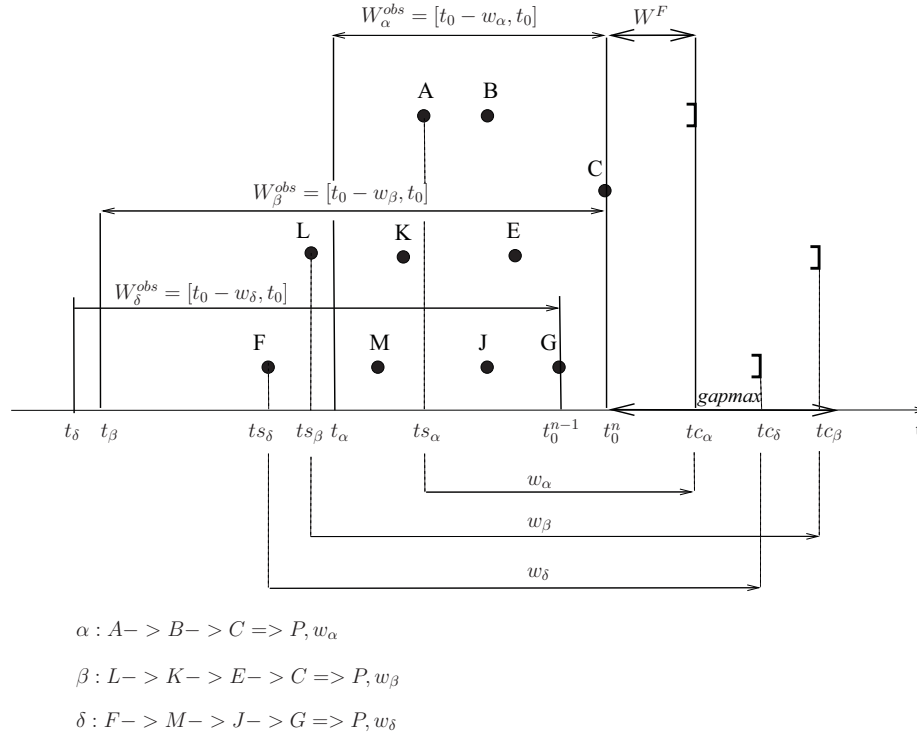 W_α^{obs} = [t_0 − w_α, t_0] W^F
A B
C
W_β^{obs} = [t_0 − w_β, t_0]
L K E
W_δ^{obs} = [t_0 − w_δ, t_0]
F M J G
gapmax
t_δ t_β ts_δ ts_β t_α ts_α t_0^{n−1} t_0^n tc_α tc_δ tc_β t
w_α
w_β
w_δ
α : A− > B− > C => P, w_α
β : L− > K− > E− > C => P, w_β
δ : F− > M− > J− > G => P, w_δ